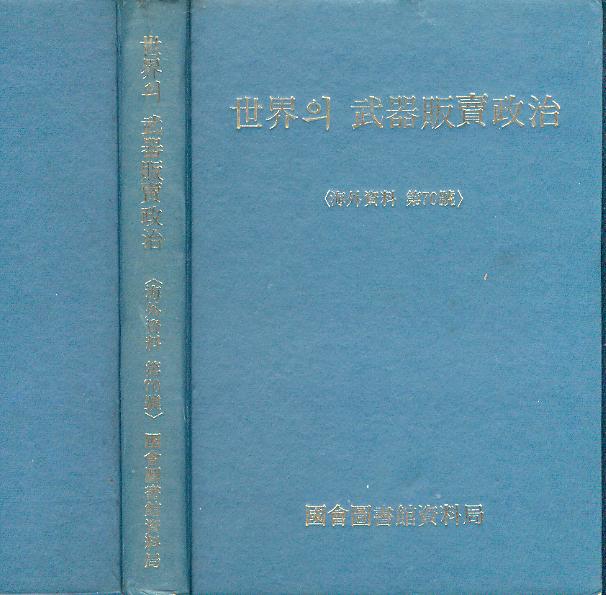 世界의 武器販賣政治 〈海外資料 第70號〉 國會圖書館資料局
世界의 武器販賣政治
〈海外資料 第70號〉
國會圖書館資料局